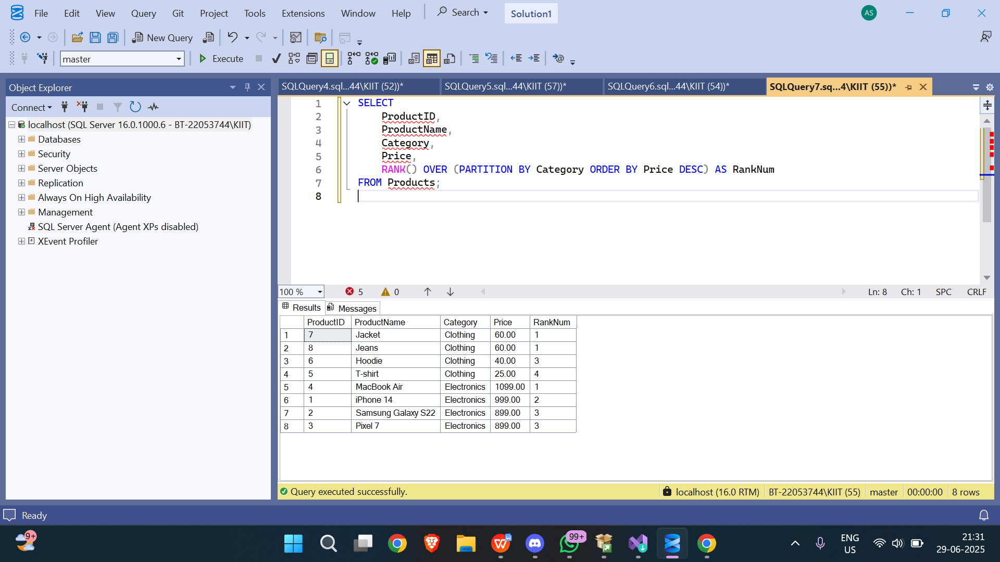 File Edit View Query Git Project Tools Extensions Window Help Search Solution1 AS
New Query
master Execute
Object Explorer
Connect
localhost (SQL Server 16.0.1000.6 - BT-22053744\KIIT)
Databases
Security
Server Objects
Replication
Always On High Availability
Management
SQL Server Agent (Agent XPs disabled)
XEvent Profiler
SQLQuery4.sql...44\KIIT (52))* SQLQuery5.sql...44\KIIT (57))* SQLQuery6.sql...44\KIIT (54))* SQLQuery7.sq...4\KIIT (55))*
1 SELECT
2 ProductID,
3 ProductName,
4 Category,
5 Price,
6 RANK() OVER (PARTITION BY Category ORDER BY Price DESC) AS RankNum
7 FROM Products;
8
100 % 5 0 Ln: 8 Ch: 1 SPC CRLF
Results Messages
ProductID ProductName Category Price RankNum
1 7 Jacket Clothing 60.00 1
2 8 Jeans Clothing 60.00 1
3 6 Hoodie Clothing 40.00 3
4 5 T-shirt Clothing 25.00 4
5 4 MacBook Air Electronics 1099.00 1
6 1 iPhone 14 Electronics 999.00 2
7 2 Samsung Galaxy S22 Electronics 899.00 3
8 3 Pixel 7 Electronics 899.00 3
Query executed successfully. localhost (16.0 RTM) BT-22053744\KIIT (55) master 00:00:00 8 rows
Ready
9+ W 99+ ENG
US 21:31
29-06-2025